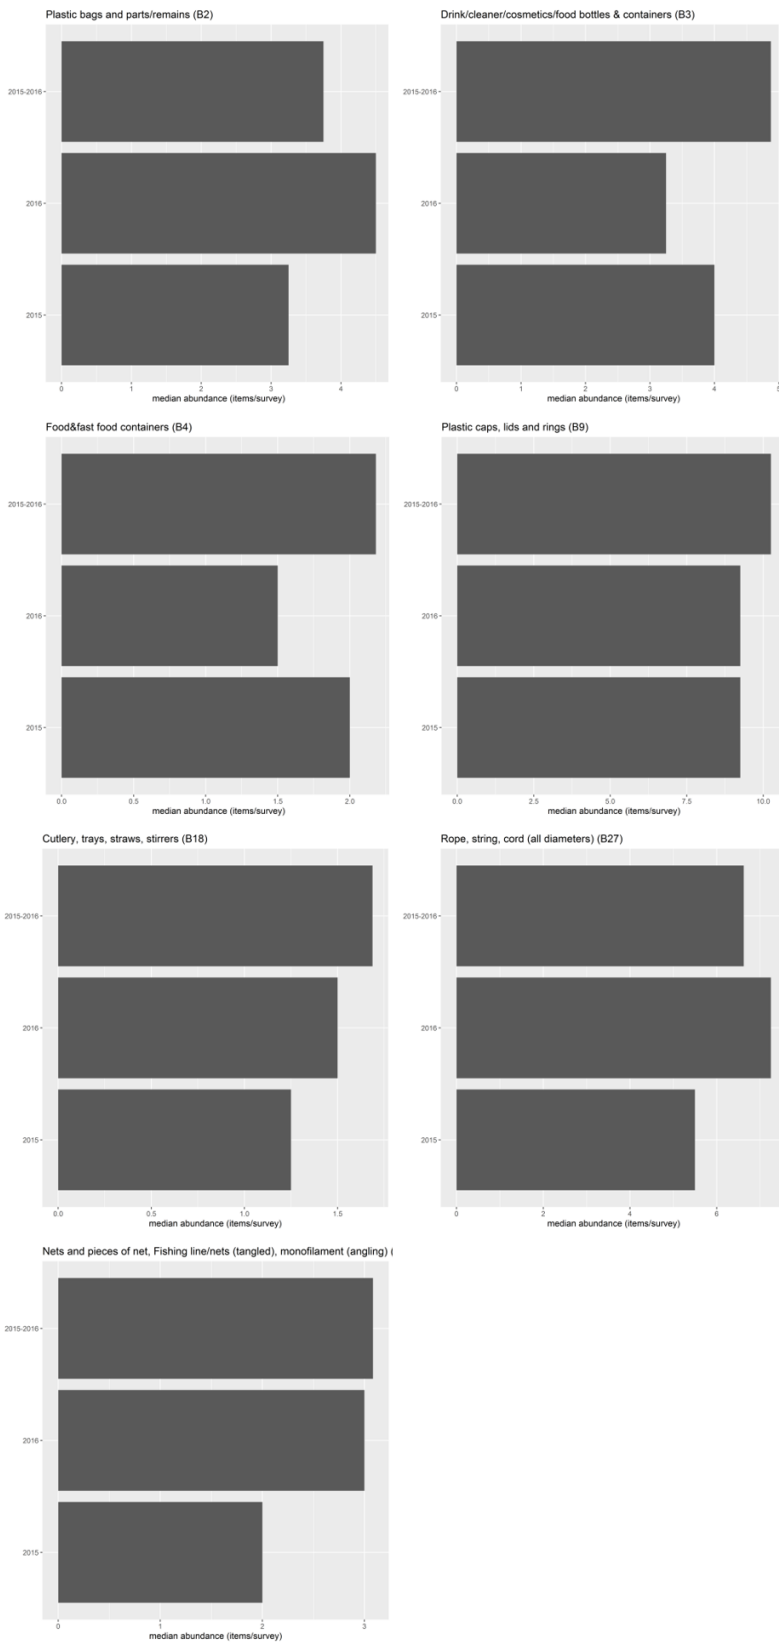 Plastic bags and parts/remains (B2)
2015-2016
2016
2015
0 1 2 3 4
median abundance (items/survey)
Drink/cleaner/cosmetics/food bottles & containers (B3)
2015-2016
2016
2015
0 1 2 3 4 5
median abundance (items/survey)
Food&fast food containers (B4)
2015-2016
2016
2015
0.0 0.5 1.0 1.5 2.0
median abundance (items/survey)
Plastic caps, lids and rings (B9)
2015-2016
2016
2015
0.0 2.5 5.0 7.5 10.0
median abundance (items/survey)
Cutlery, trays, straws, stirrers (B18)
2015-2016
2016
2015
0.0 0.5 1.0 1.5
median abundance (items/survey)
Rope, string, cord (all diameters) (B27)
2015-2016
2016
2015
0 2 4 6
median abundance (items/survey)
Nets and pieces of net, Fishing line/nets (tangled), monofilament (angling) (
2015-2016
2016
2015
0 1 2 3
median abundance (items/survey)